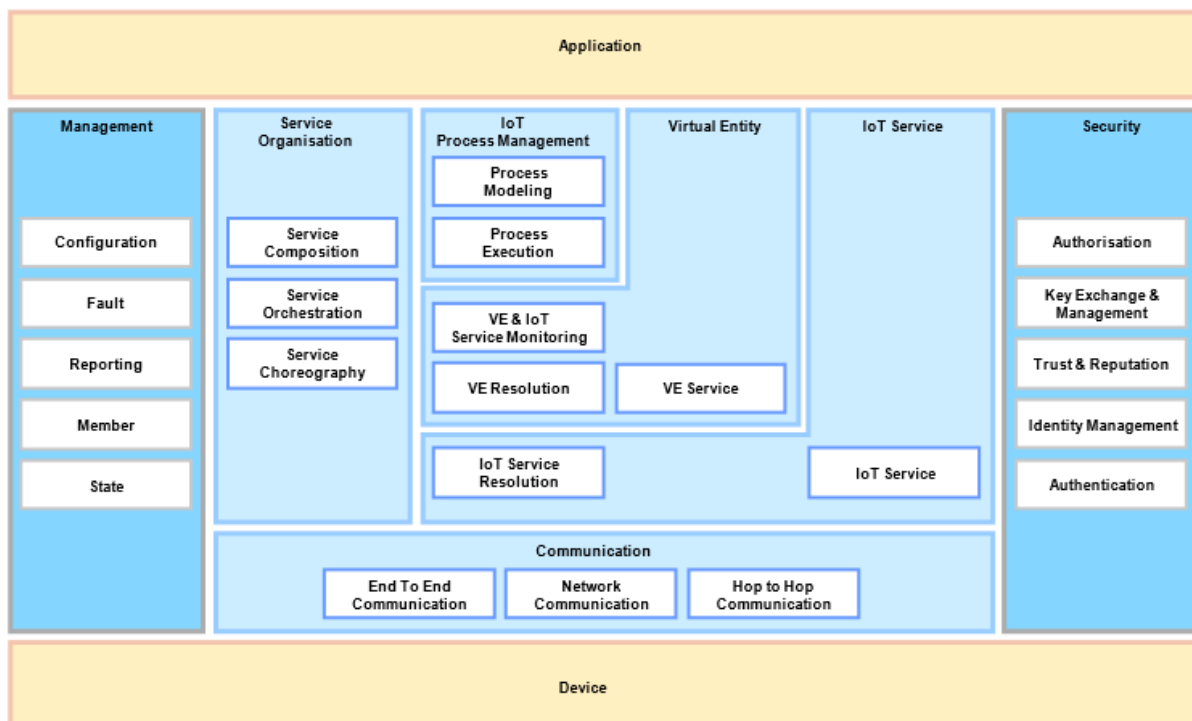 Application
Management
Configuration
Fault
Reporting
Member
State
Service
Organisation
Service
Composition
Service
Orchestration
Service
Choreography
IoT
Process Management
Process
Modeling
Process
Execution
Virtual Entity
VE & IoT
Service Monitoring
VE Resolution
VE Service
IoT Service
IoT Service
Resolution
IoT Service
Communication
End To End
Communication
Network
Communication
Hop to Hop
Communication
Security
Authorisation
Key Exchange &
Management
Trust & Reputation
Identity Management
Authentication
Device